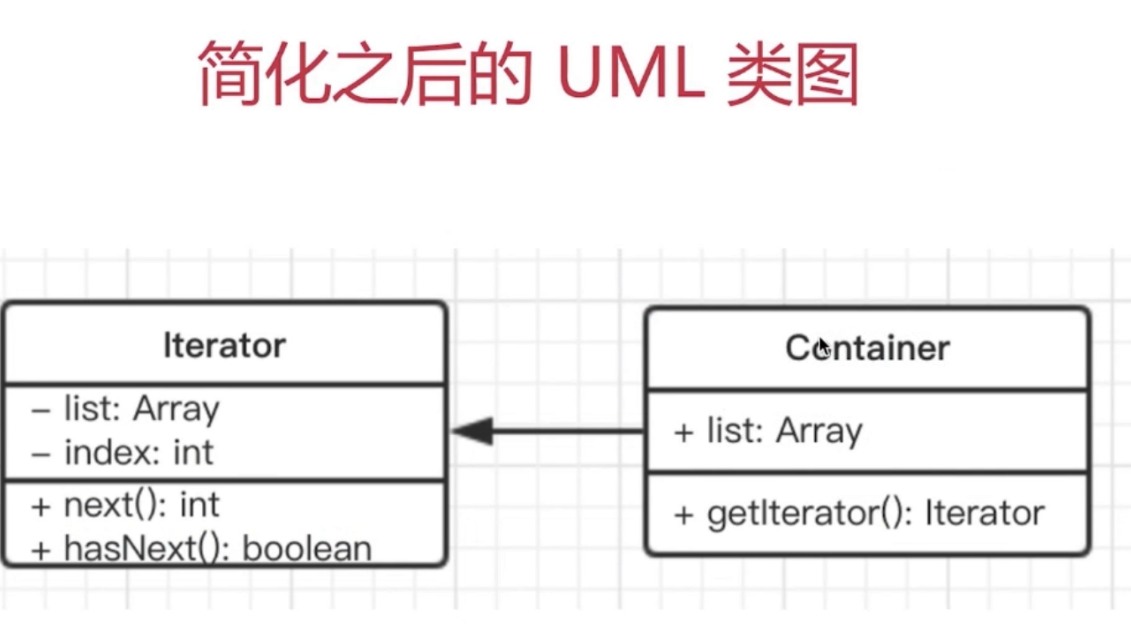 简化之后的 UML 类图
Iterator
– list: Array
– index: int
+ next(): int
+ hasNext(): boolean
Container
+ list: Array
+ getIterator(): Iterator